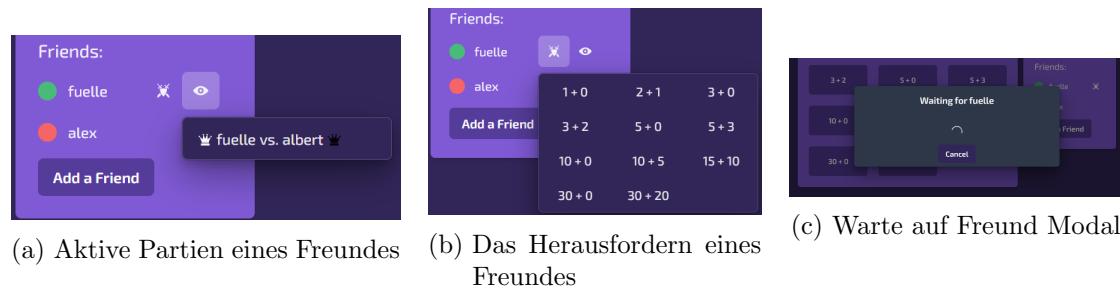 Friends:
fuelle
fuelle vs. albert
alex
Add a Friend
(a) Aktive Partien eines Freundes
Friends:
fuelle
alex
1 + 0 2 + 1 3 + 0
Add a Friend
3 + 2 5 + 0 5 + 3
10 + 0 10 + 5 15 + 10
30 + 0 30 + 20
(b) Das Herausfordern eines
Freundes
3 + 2 5 + 0 5 + 3
Friends:
Waiting for fuelle
10 + 0
Friend
Cancel
30 + 0
(c) Warte auf Freund Modal